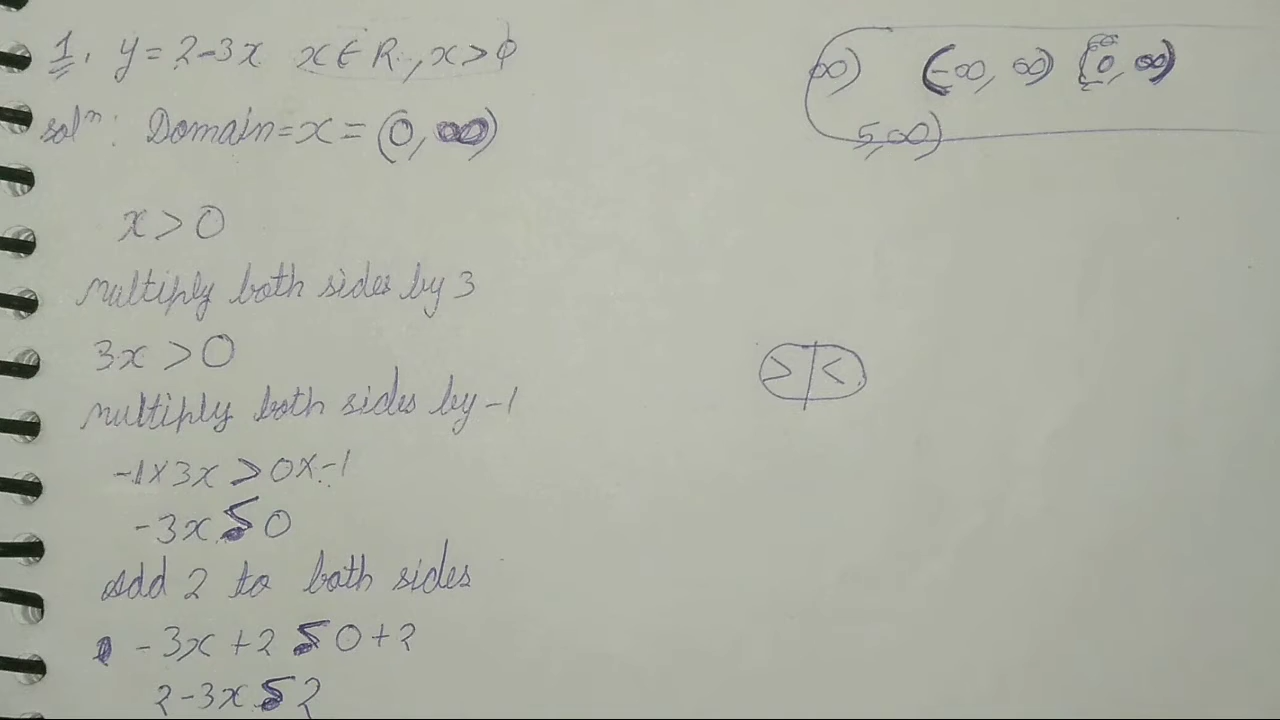 1. y = 2-3x x ∈ R., x > 0
solⁿ: Domain = x = (0, ∞)
x > 0
Multiply both sides by 3
3x > 0
Multiply both sides by -1
-1 × 3x > 0 × -1
-3x < 0
Add 2 to both sides
-3x + 2 < 0 + 2
2-3x < 2
∞) (-∞, ∞) [0, ∞)
5, ∞)
> | <